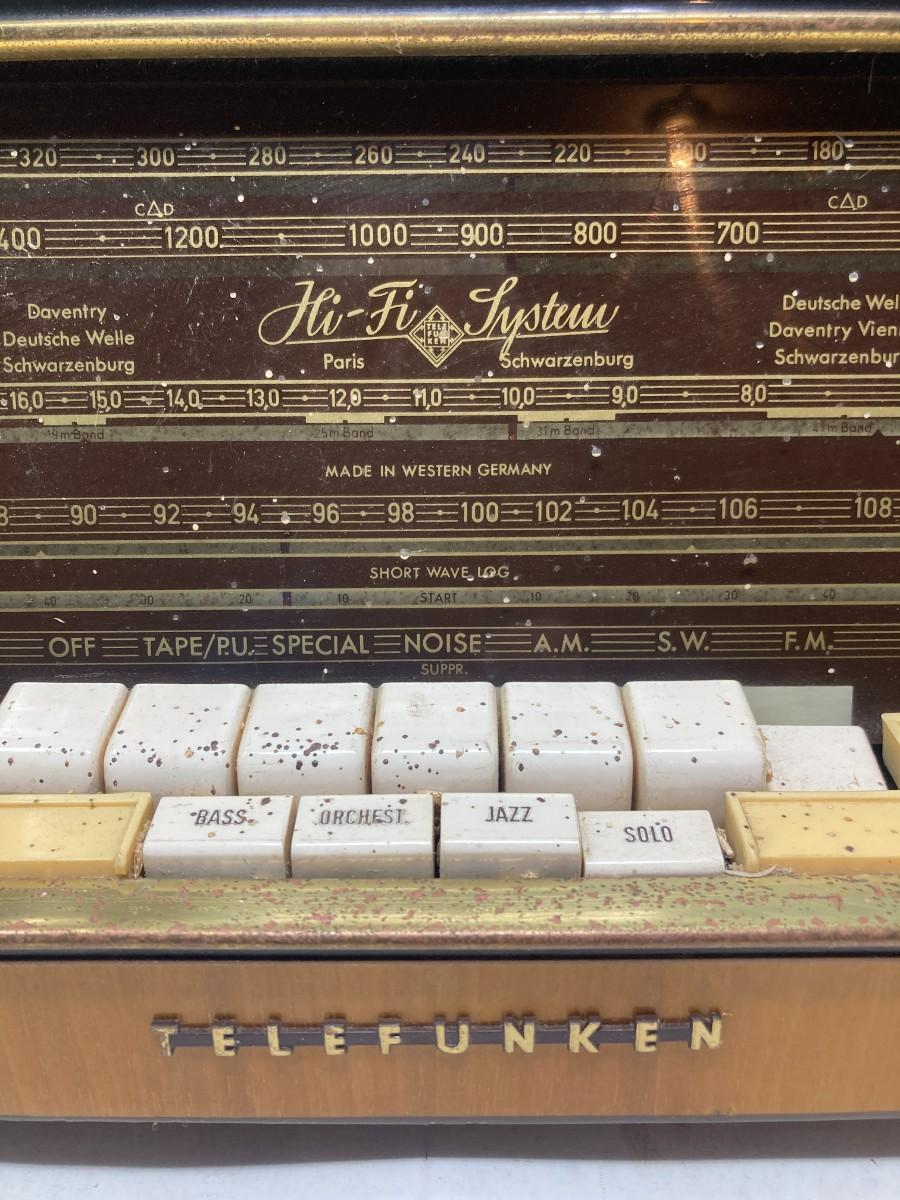 320 300 280 260 240 220 180
C△D C△D
1200 1000 900 800 700
Daventry Hi-Fi TELEFUNKEN System Deutsche
Deutsche Welle Daventry
Schwarzenburg Paris Schwarzenburg
16,0 15,0 14,0 13,0 12,0 11,0 10,0 9,0 8,0
19m Band 25m Band 31m Band 41m Band
MADE IN WESTERN GERMANY
90 92 94 96 98 100 102 104 106 108
SHORT WAVE LOG
40 30 20 10 START 10 20 30 40
OFF TAPE/P.U. SPECIAL NOISE A.M. S.W. F.M.
SUPPR.
BASS ORCHEST. JAZZ SOLO
TELEFUNKEN